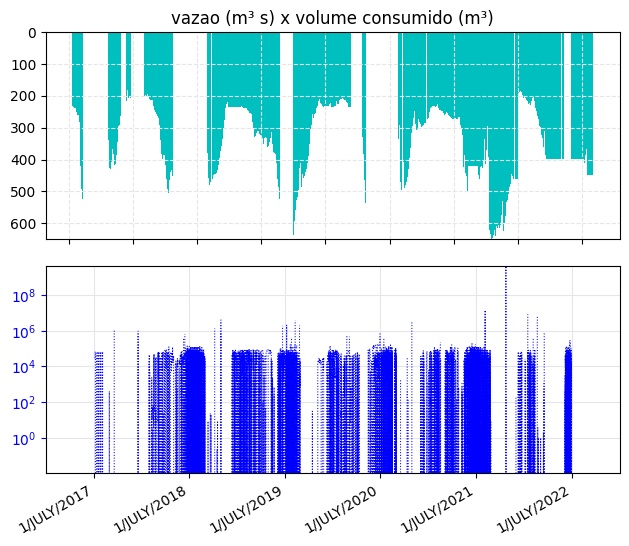 vazao (m³ s) x volume consumido (m³)
0
100
200
300
400
500
600
10⁸
10⁶
10⁴
10²
10⁰
1/JULY/2017
1/JULY/2018
1/JULY/2019
1/JULY/2020
1/JULY/2021
1/JULY/2022